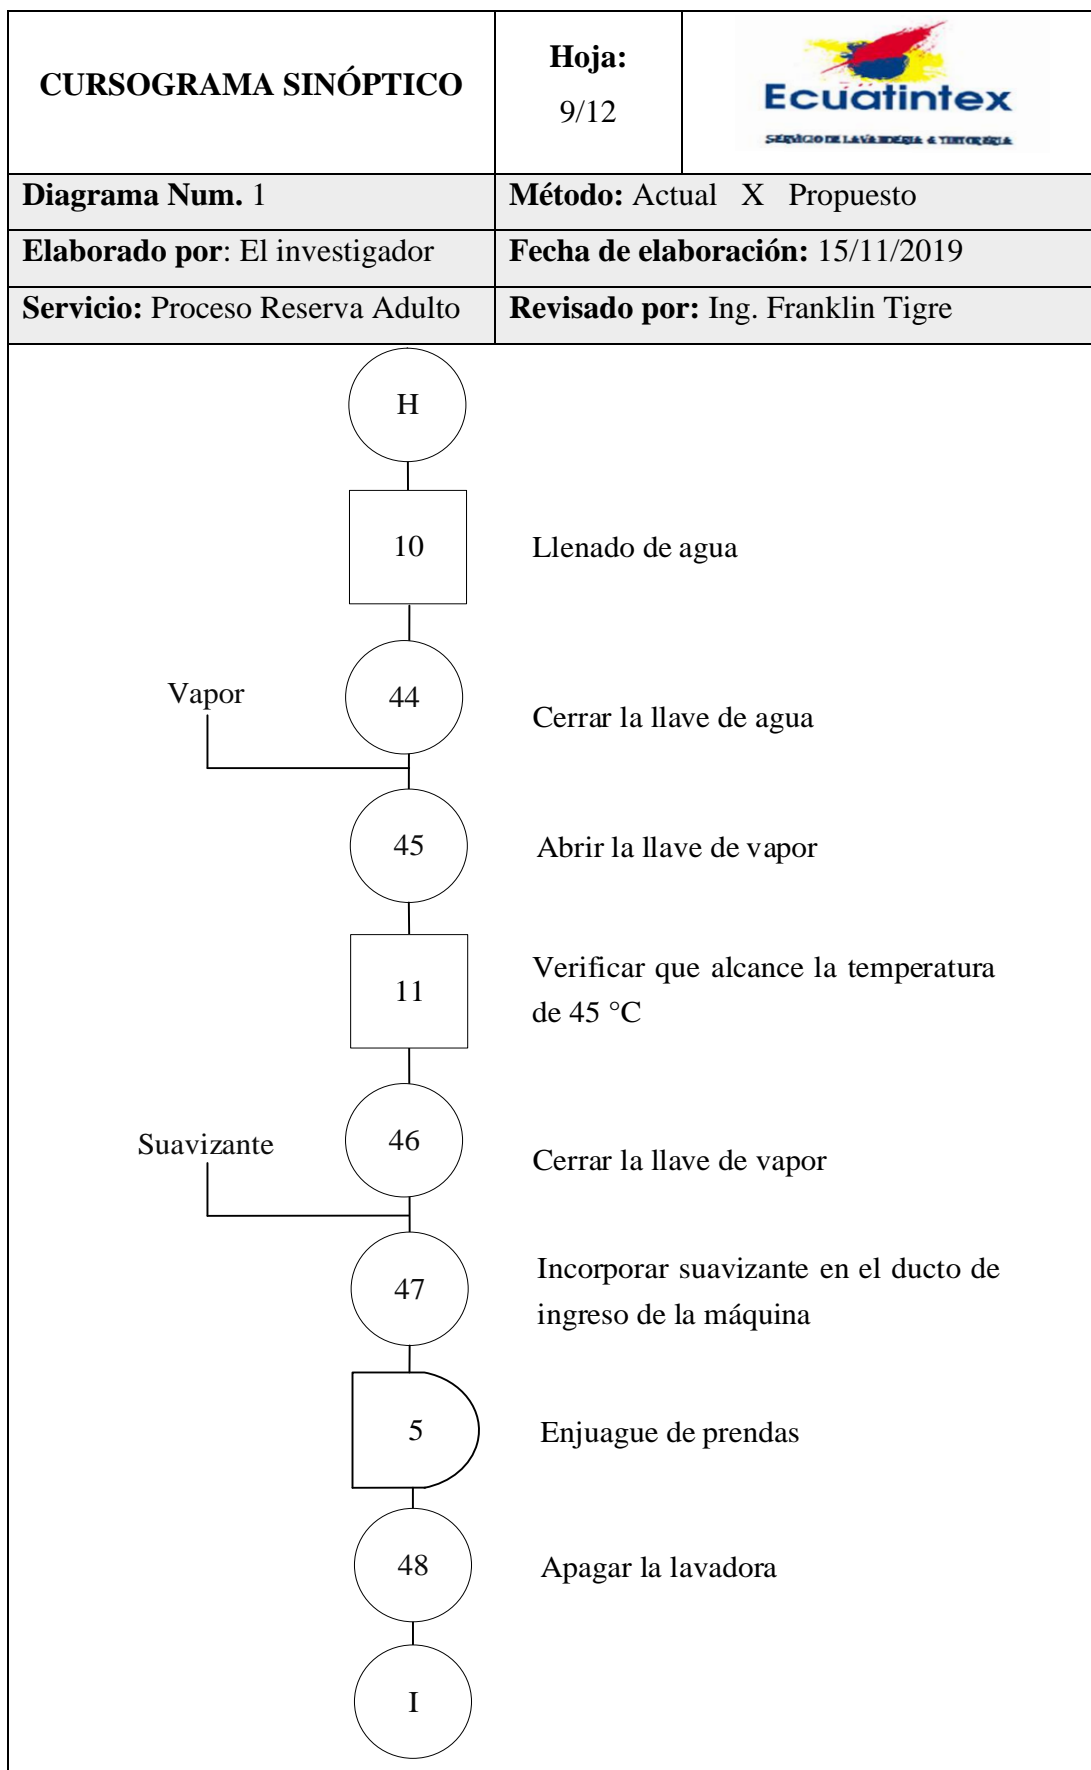 CURSOGRAMA SINÓPTICO
Hoja:
9/12
Ecuatintex
SERVICIO DE LAVANDERIA & TINTORERIA
Diagrama Num. 1
Método: Actual X Propuesto
Elaborado por: El investigador
Fecha de elaboración: 15/11/2019
Servicio: Proceso Reserva Adulto
Revisado por: Ing. Franklin Tigre
H
10
Llenado de agua
Vapor
44
Cerrar la llave de agua
45
Abrir la llave de vapor
11
Verificar que alcance la temperatura
de 45 °C
Suavizante
46
Cerrar la llave de vapor
47
Incorporar suavizante en el ducto de
ingreso de la máquina
5
Enjuague de prendas
48
Apagar la lavadora
I